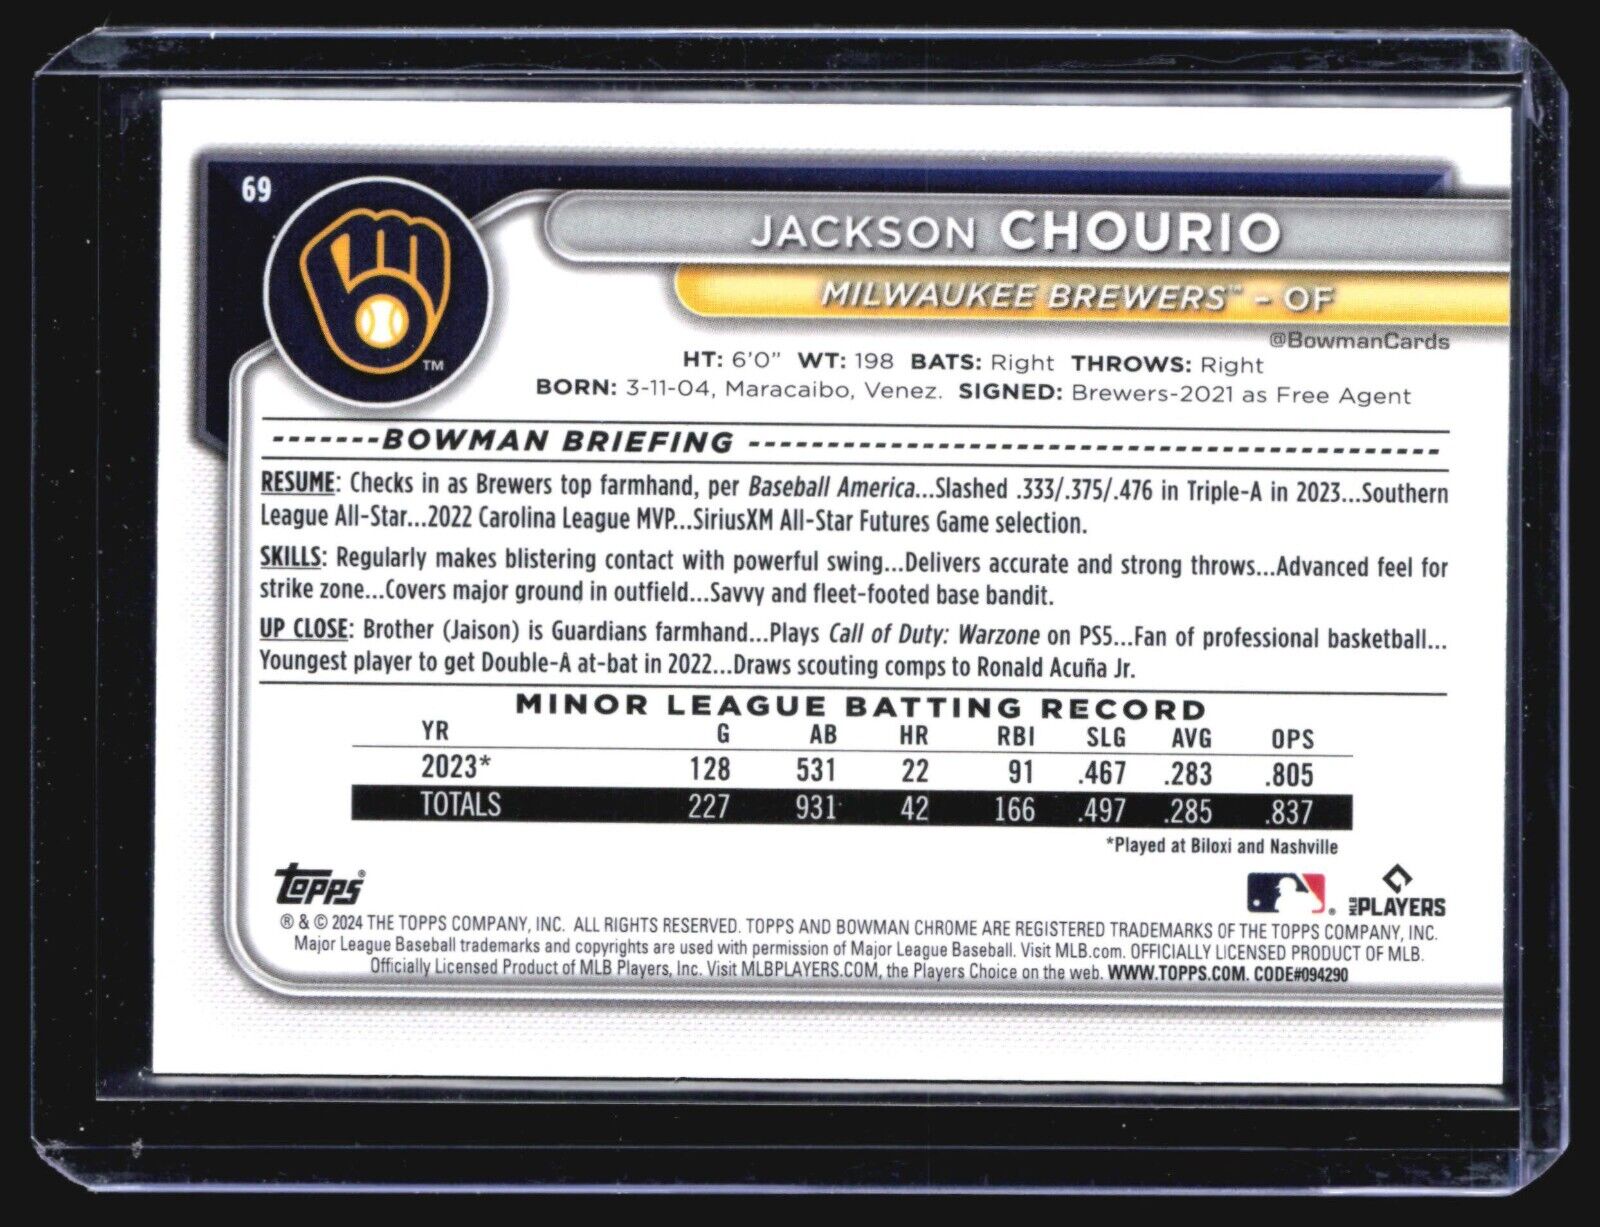 69
JACKSON CHOURIO
MILWAUKEE BREWERS™ - OF
@BowmanCards
TM
HT: 6'0" WT: 198 BATS: Right THROWS: Right
BORN: 3-11-04, Maracaibo, Venez. SIGNED: Brewers-2021 as Free Agent
-------BOWMAN BRIEFING --------------------------------------------
RESUME: Checks in as Brewers top farmhand, per Baseball America...Slashed .333/.375/.476 in Triple-A in 2023...Southern
League All-Star...2022 Carolina League MVP...SiriusXM All-Star Futures Game selection.
SKILLS: Regularly makes blistering contact with powerful swing...Delivers accurate and strong throws...Advanced feel for
strike zone...Covers major ground in outfield...Savvy and fleet-footed base bandit.
UP CLOSE: Brother (Jaison) is Guardians farmhand...Plays Call of Duty: Warzone on PS5...Fan of professional basketball...
Youngest player to get Double-A at-bat in 2022...Draws scouting comps to Ronald Acuña Jr.
MINOR LEAGUE BATTING RECORD
YR G AB HR RBI SLG AVG OPS
2023* 128 531 22 91 .467 .283 .805
TOTALS 227 931 42 166 .497 .285 .837
*Played at Biloxi and Nashville
topps®
MLB PLAYERS
® & © 2024 THE TOPPS COMPANY, INC. ALL RIGHTS RESERVED. TOPPS AND BOWMAN CHROME ARE REGISTERED TRADEMARKS OF THE TOPPS COMPANY, INC.
Major League Baseball trademarks and copyrights are used with permission of Major League Baseball. Visit MLB.com. OFFICIALLY LICENSED PRODUCT OF MLB.
Officially Licensed Product of MLB Players, Inc. Visit MLBPLAYERS.COM, the Players Choice on the web. WWW.TOPPS.COM. CODE#094290